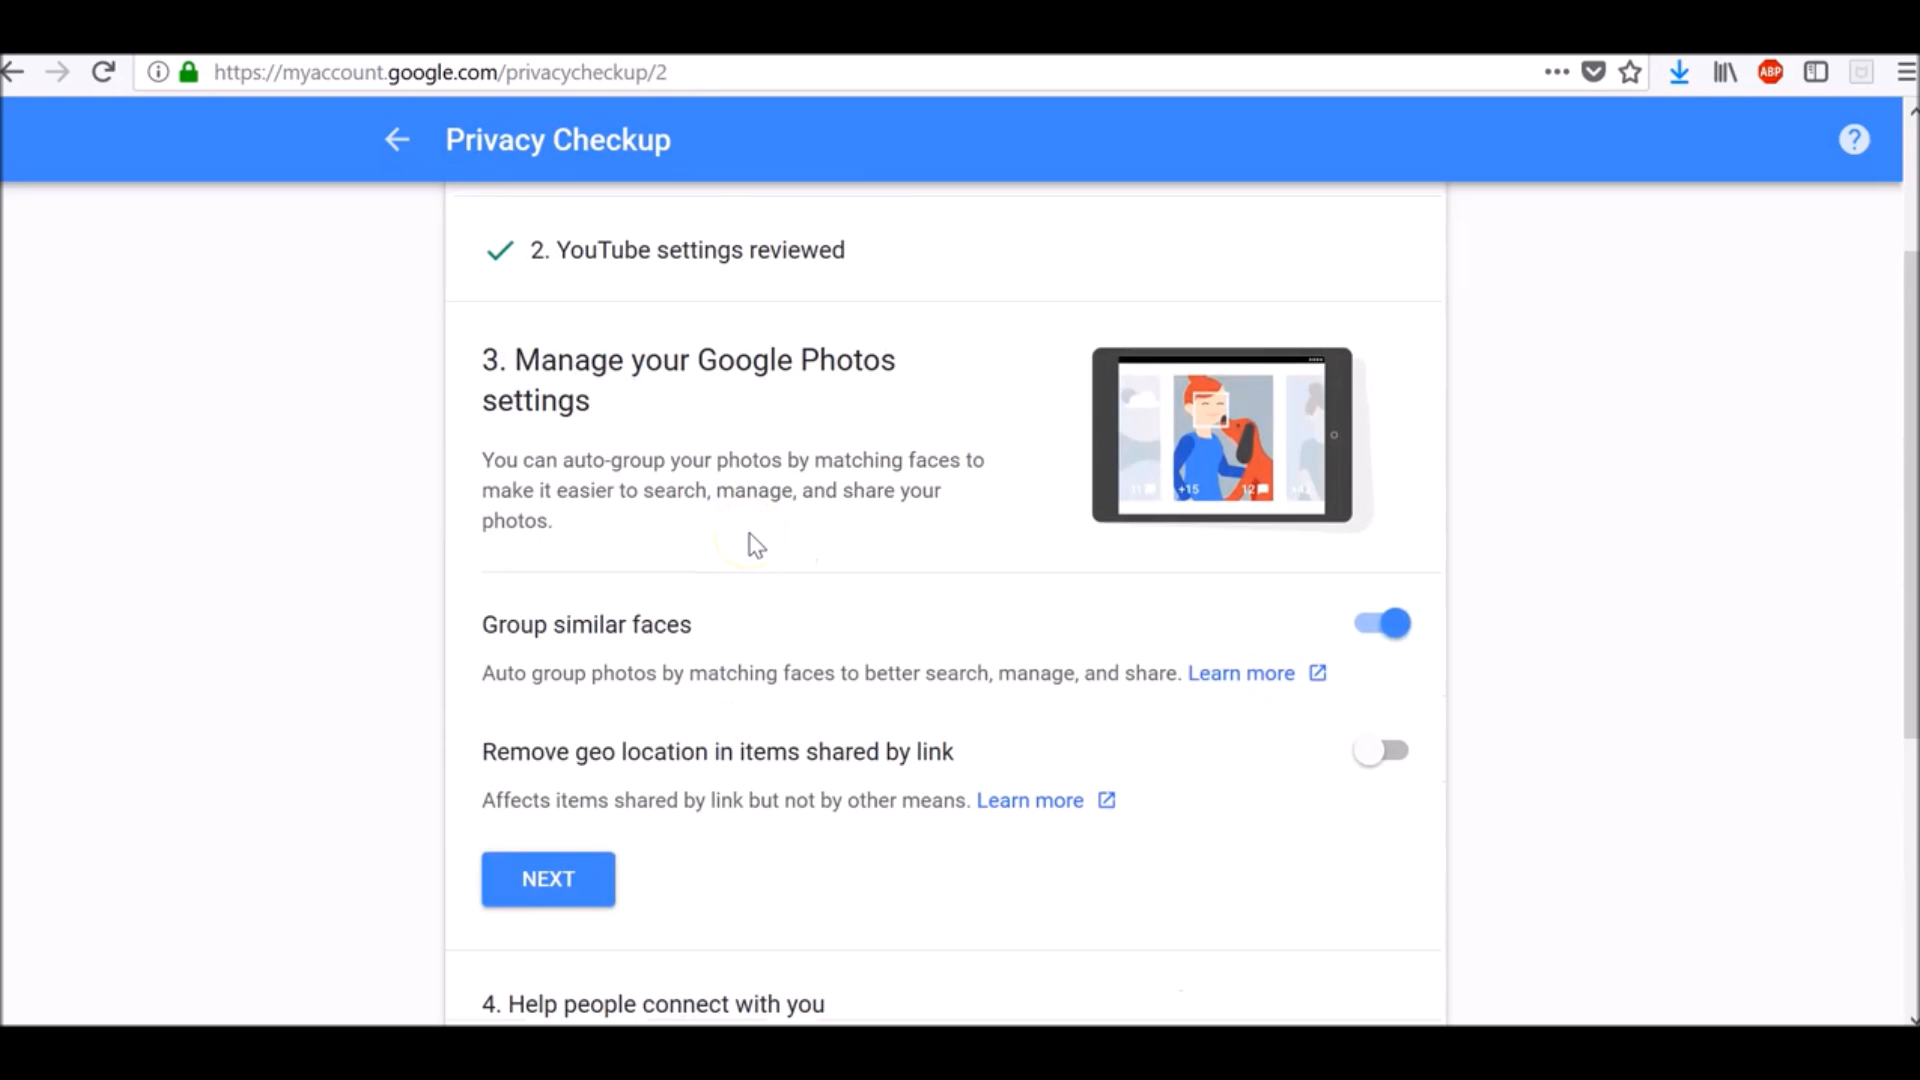 https://myaccount.google.com/privacycheckup/2
ABP
Privacy Checkup
?
2. YouTube settings reviewed
3. Manage your Google Photos
settings
You can auto-group your photos by matching faces to
make it easier to search, manage, and share your
photos.
11 +15 12
Group similar faces
Auto group photos by matching faces to better search, manage, and share. Learn more
Remove geo location in items shared by link
Affects items shared by link but not by other means. Learn more
NEXT
4. Help people connect with you